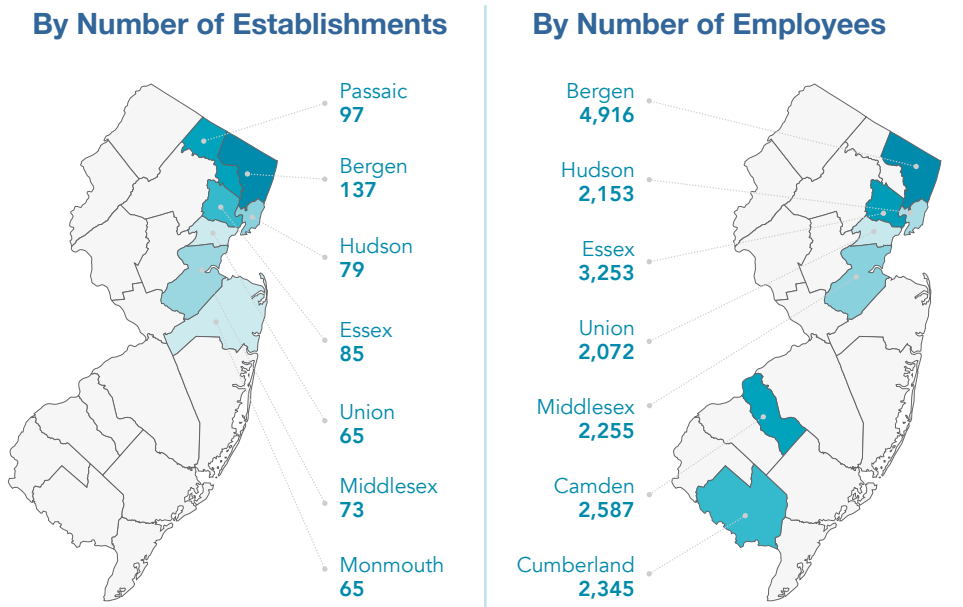 By Number of Establishments
Passaic
97
Bergen
137
Hudson
79
Essex
85
Union
65
Middlesex
73
Monmouth
65
By Number of Employees
Bergen
4,916
Hudson
2,153
Essex
3,253
Union
2,072
Middlesex
2,255
Camden
2,587
Cumberland
2,345